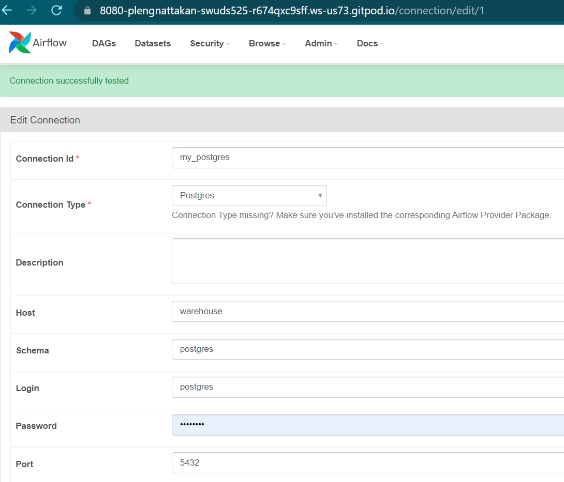 8080-plengnattakan-swuds525-r674qxc9sff.ws-us73.gitpod.io/connection/edit/1
Airflow DAGs Datasets Security Browse Admin Docs
Connection successfully tested
Edit Connection
Connection Id * my_postgres
Connection Type * Postgres
Connection Type missing? Make sure you've installed the corresponding Airflow Provider Package.
Description
Host warehouse
Schema postgres
Login postgres
Password ••••••••
Port 5432